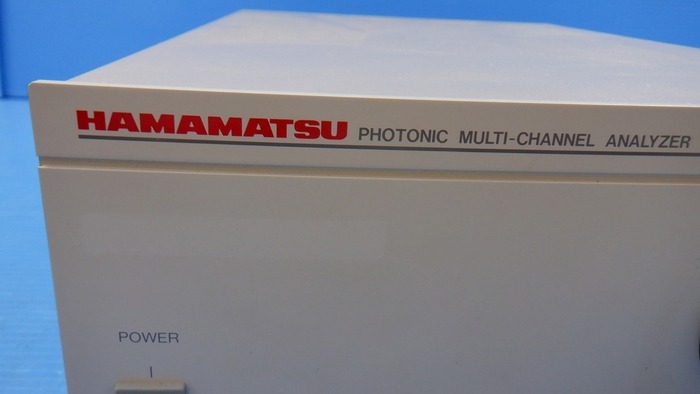 HAMAMATSU PHOTONIC MULTI-CHANNEL ANALYZER
POWER
I